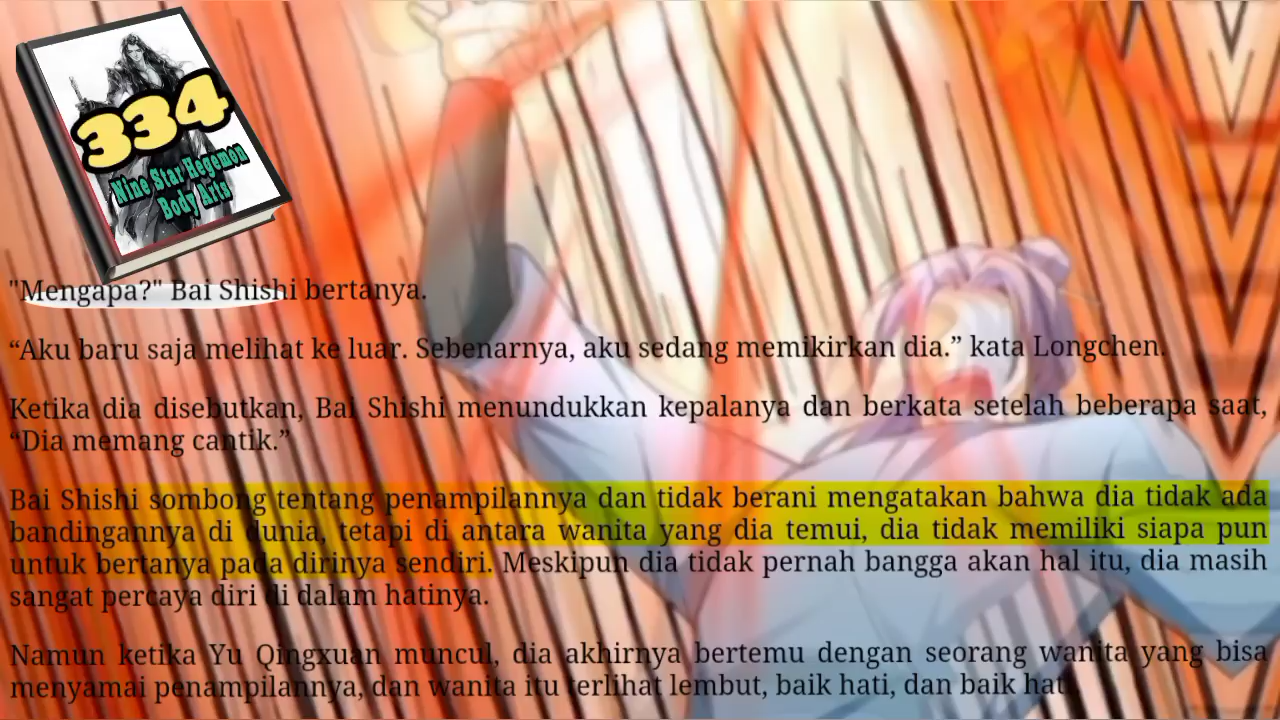 334
Nine Star Hegemon
Body Arts
"Mengapa?" Bai Shishi bertanya.
“Aku baru saja melihat ke luar. Sebenarnya, aku sedang memikirkan dia.” kata Longchen.
Ketika dia disebutkan, Bai Shishi menundukkan kepalanya dan berkata setelah beberapa saat,
“Dia memang cantik.”
Bai Shishi sombong tentang penampilannya dan tidak berani mengatakan bahwa dia tidak ada
bandingannya di dunia, tetapi di antara wanita yang dia temui, dia tidak memiliki siapa pun
untuk bertanya pada dirinya sendiri. Meskipun dia tidak pernah bangga akan hal itu, dia masih
sangat percaya diri di dalam hatinya.
Namun ketika Yu Qingxuan muncul, dia akhirnya bertemu dengan seorang wanita yang bisa
menyamai penampilannya, dan wanita itu terlihat lembut, baik hati, dan baik hati.